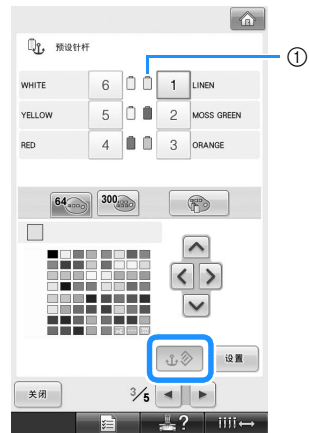 预设针杆
①
WHITE 6 1 LINEN
YELLOW 5 2 MOSS GREEN
RED 4 3 ORANGE
64 300
设置
关闭 3/5
?